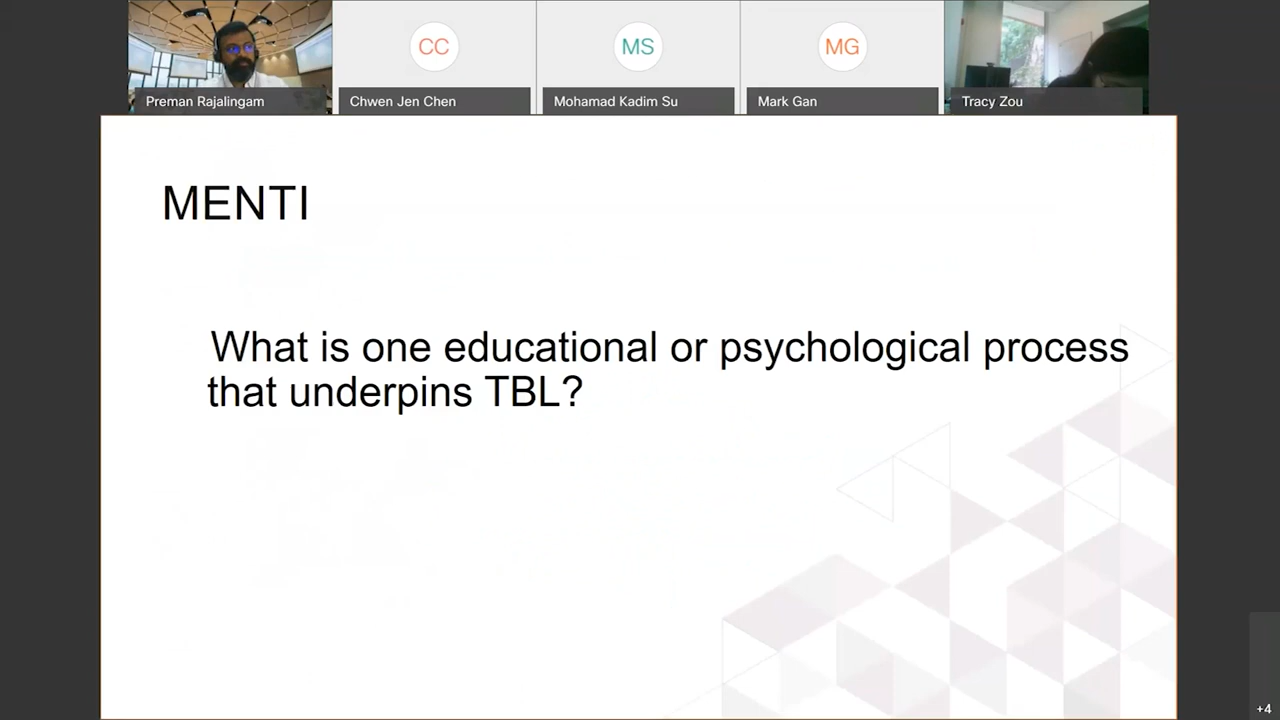 CC
MS
MG
Preman Rajalingam
Chwen Jen Chen
Mohamad Kadim Su
Mark Gan
Tracy Zou
MENTI
What is one educational or psychological process
that underpins TBL?
+4